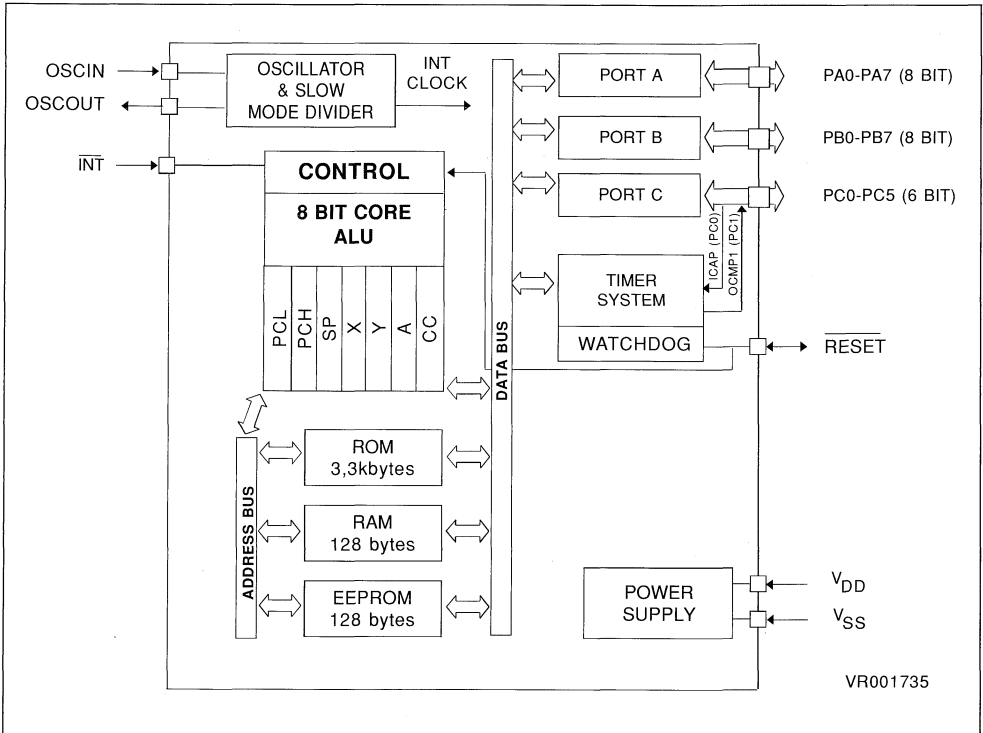 OSCIN
OSCOUT
OSCILLATOR
& SLOW
MODE DIVIDER
INT
CLOCK
INT
CONTROL
8 BIT CORE
ALU
PCL
PCH
SP
X
Y
A
CC
ADDRESS BUS
ROM
3,3kbytes
RAM
128 bytes
EEPROM
128 bytes
DATA BUS
PORT A
PA0-PA7 (8 BIT)
PORT B
PB0-PB7 (8 BIT)
PORT C
PC0-PC5 (6 BIT)
ICAP (PC0)
OCMP1 (PC1)
TIMER
SYSTEM
WATCHDOG
RESET
POWER
SUPPLY
VDD
VSS
VR001735